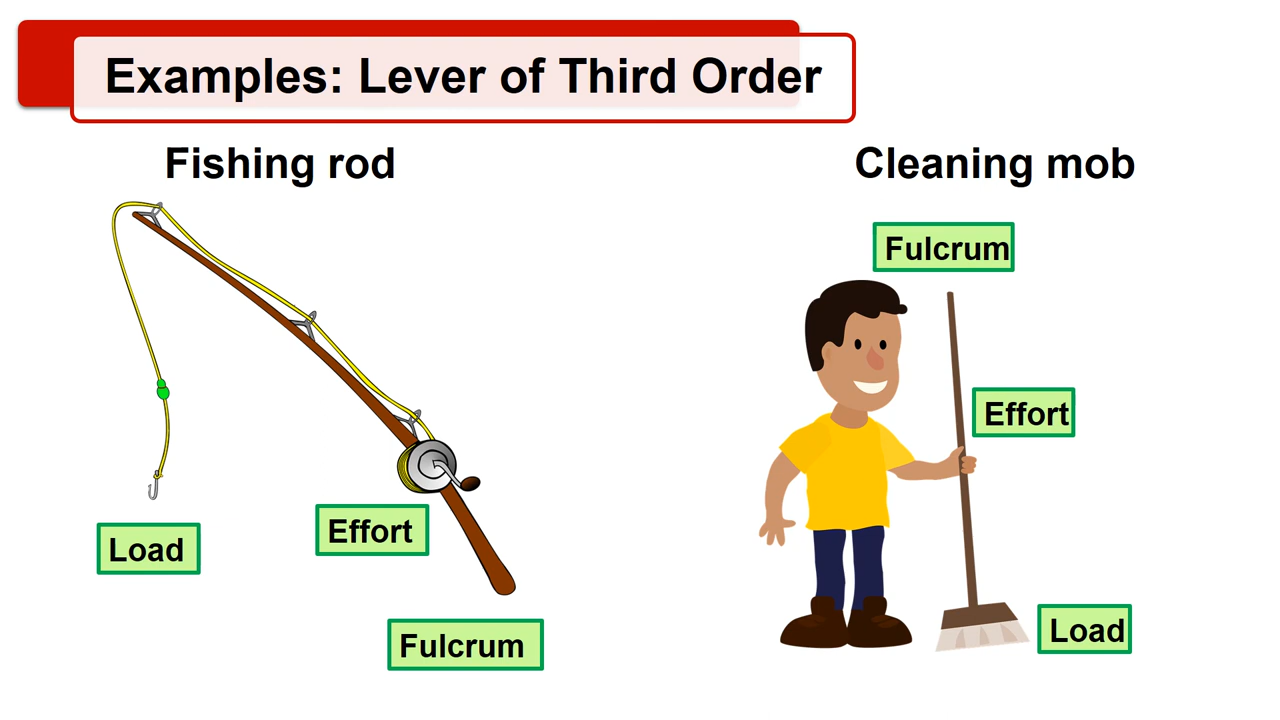 Examples: Lever of Third Order
Fishing rod
Load
Effort
Fulcrum
Cleaning mob
Fulcrum
Effort
Load